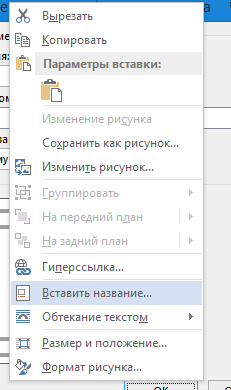 Вырезать
Копировать
Параметры вставки:
Изменение рисунка
Сохранить как рисунок...
Изменить рисунок...
Группировать
На передний план
На задний план
Гиперссылка...
Вставить название...
Обтекание текстом
Размер и положение...
Формат рисунка...